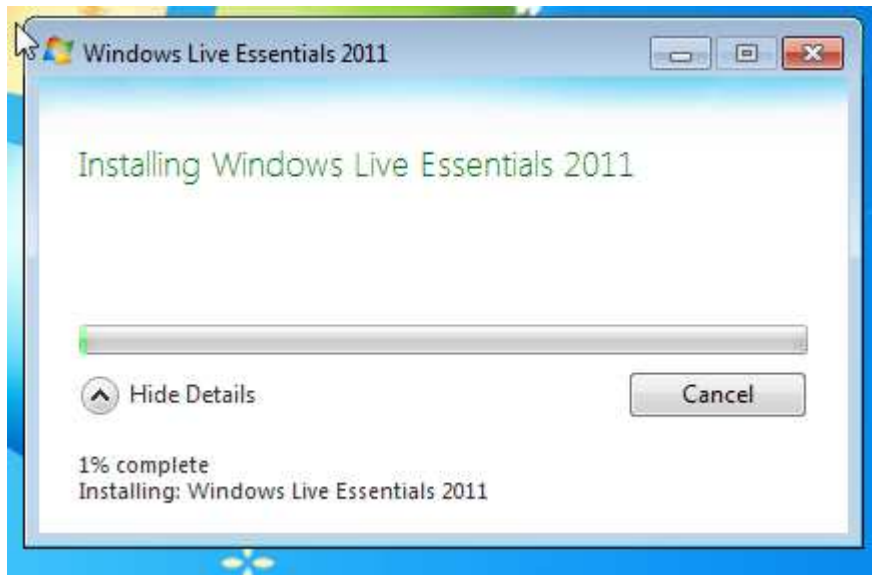 Windows Live Essentials 2011
Installing Windows Live Essentials 2011
Hide Details
Cancel
1% complete
Installing: Windows Live Essentials 2011